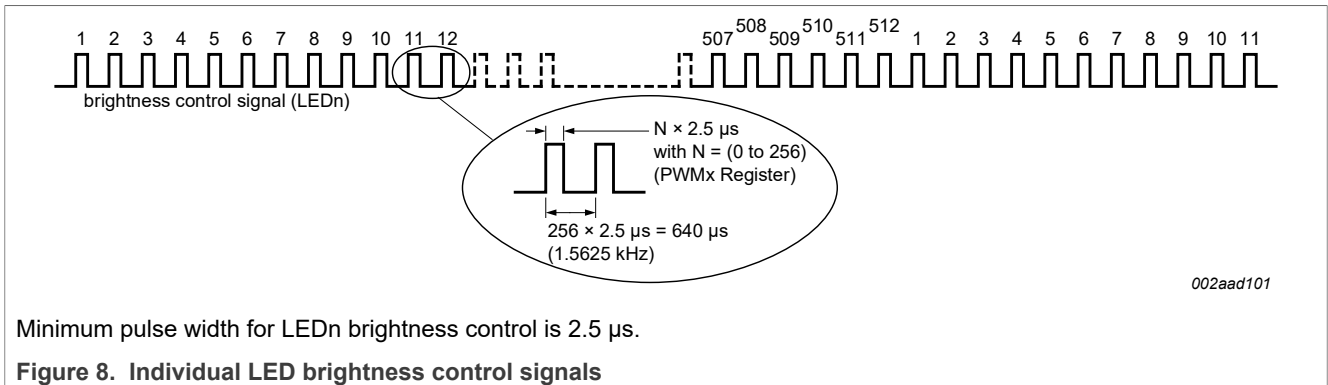 1 2 3 4 5 6 7 8 9 10 11 12 507 508 509 510 511 512 1 2 3 4 5 6 7 8 9 10 11
brightness control signal (LEDn)
N × 2.5 µs
with N = (0 to 256)
(PWMx Register)
256 × 2.5 µs = 640 µs
(1.5625 kHz)
002aad101
Minimum pulse width for LEDn brightness control is 2.5 µs.
Figure 8. Individual LED brightness control signals